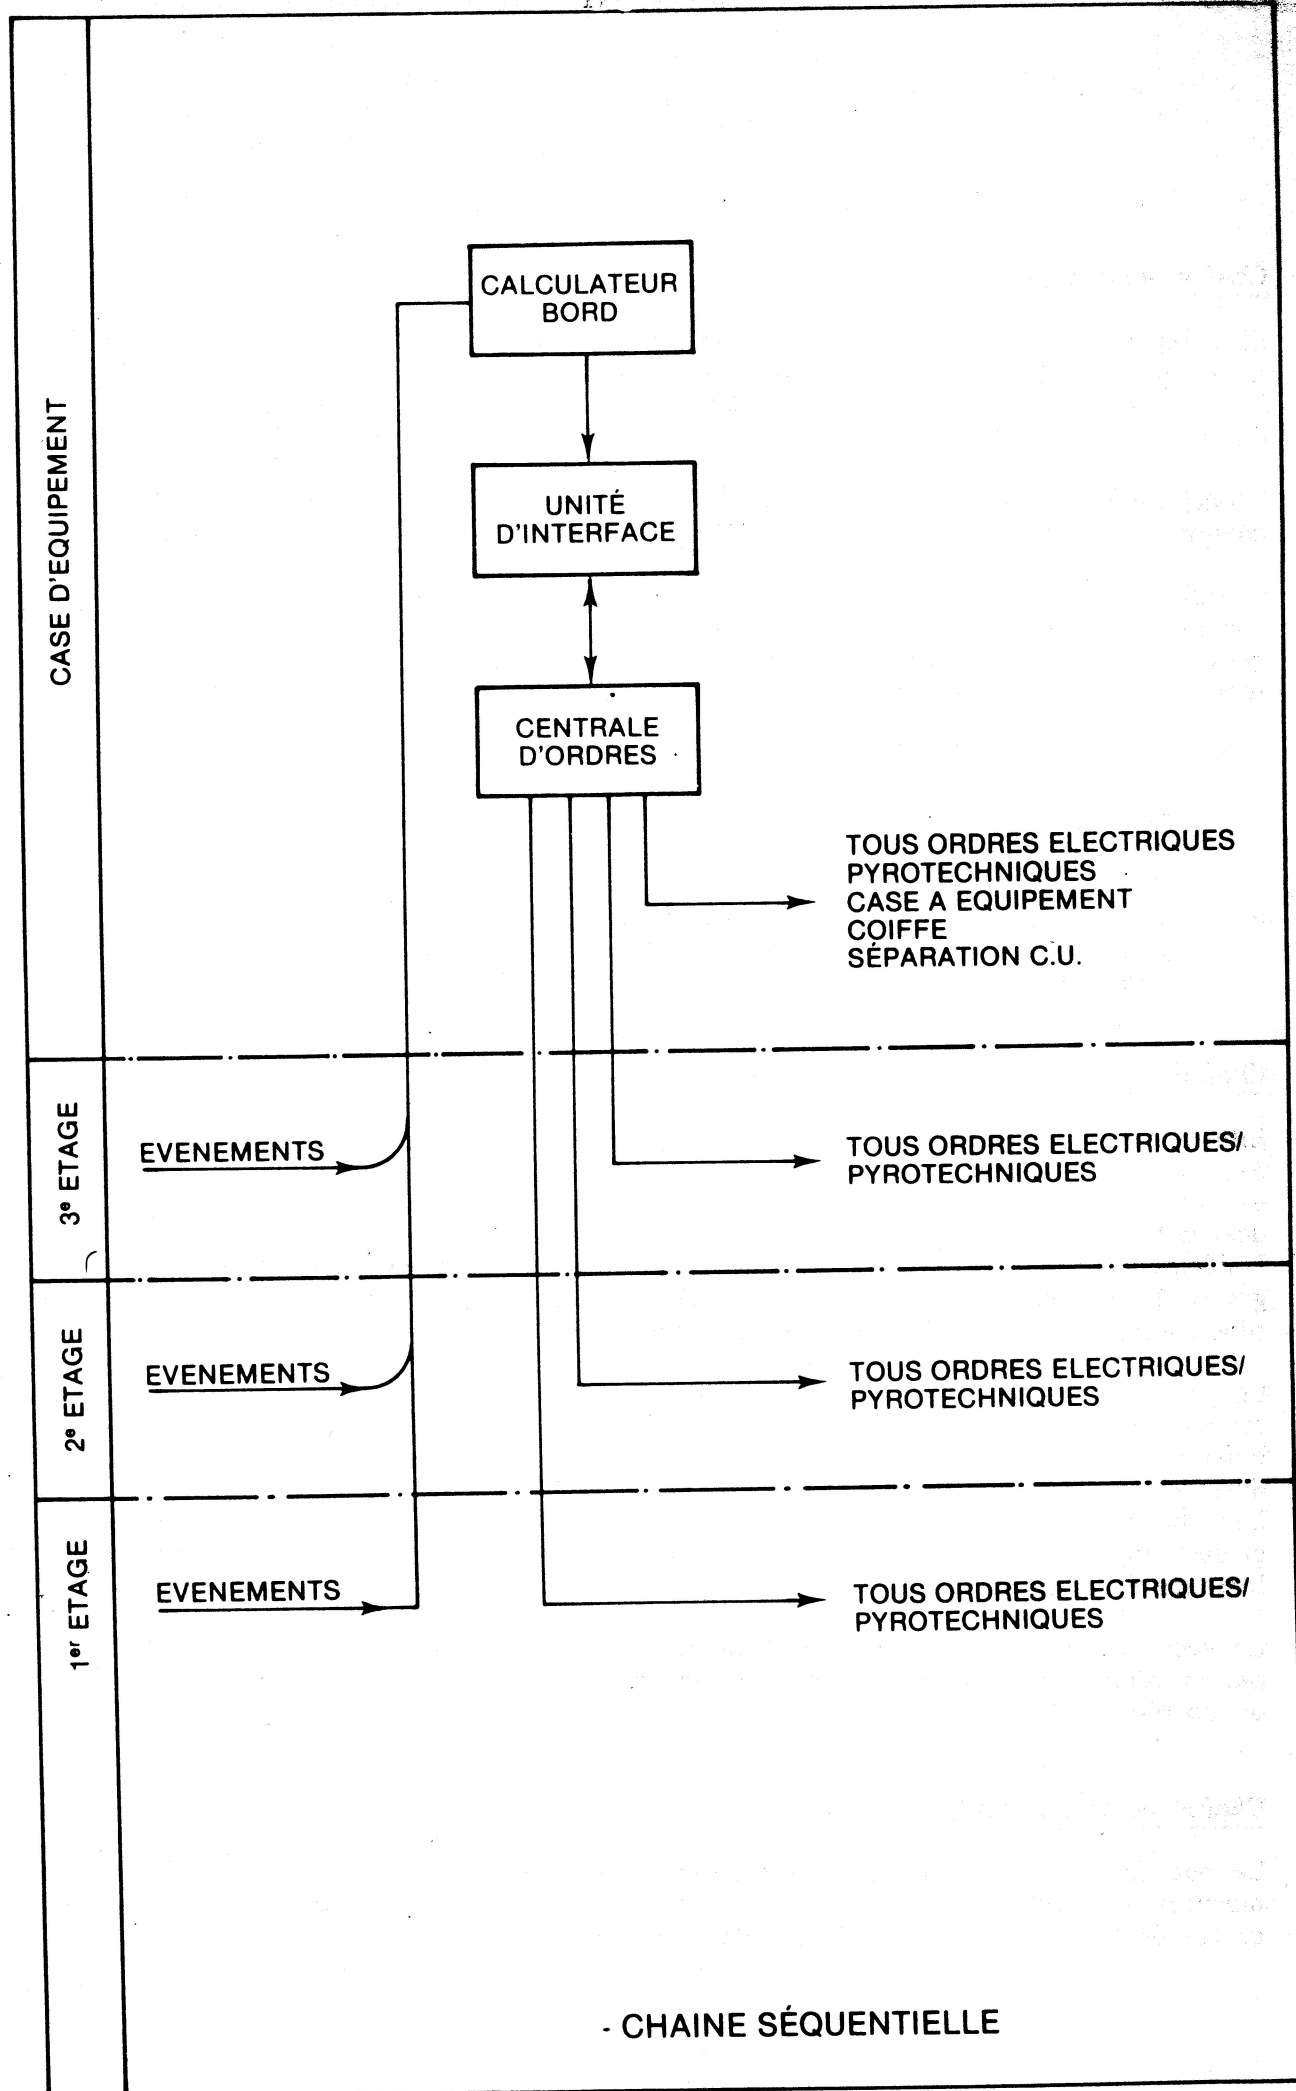 CASE D'EQUIPEMENT
CALCULATEUR
BORD
UNITÉ
D'INTERFACE
CENTRALE
D'ORDRES
TOUS ORDRES ELECTRIQUES
PYROTECHNIQUES
CASE A EQUIPEMENT
COIFFE
SÉPARATION C.U.
3e ETAGE
EVENEMENTS
TOUS ORDRES ELECTRIQUES/
PYROTECHNIQUES
2e ETAGE
EVENEMENTS
TOUS ORDRES ELECTRIQUES/
PYROTECHNIQUES
1er ETAGE
EVENEMENTS
TOUS ORDRES ELECTRIQUES/
PYROTECHNIQUES
- CHAINE SÉQUENTIELLE